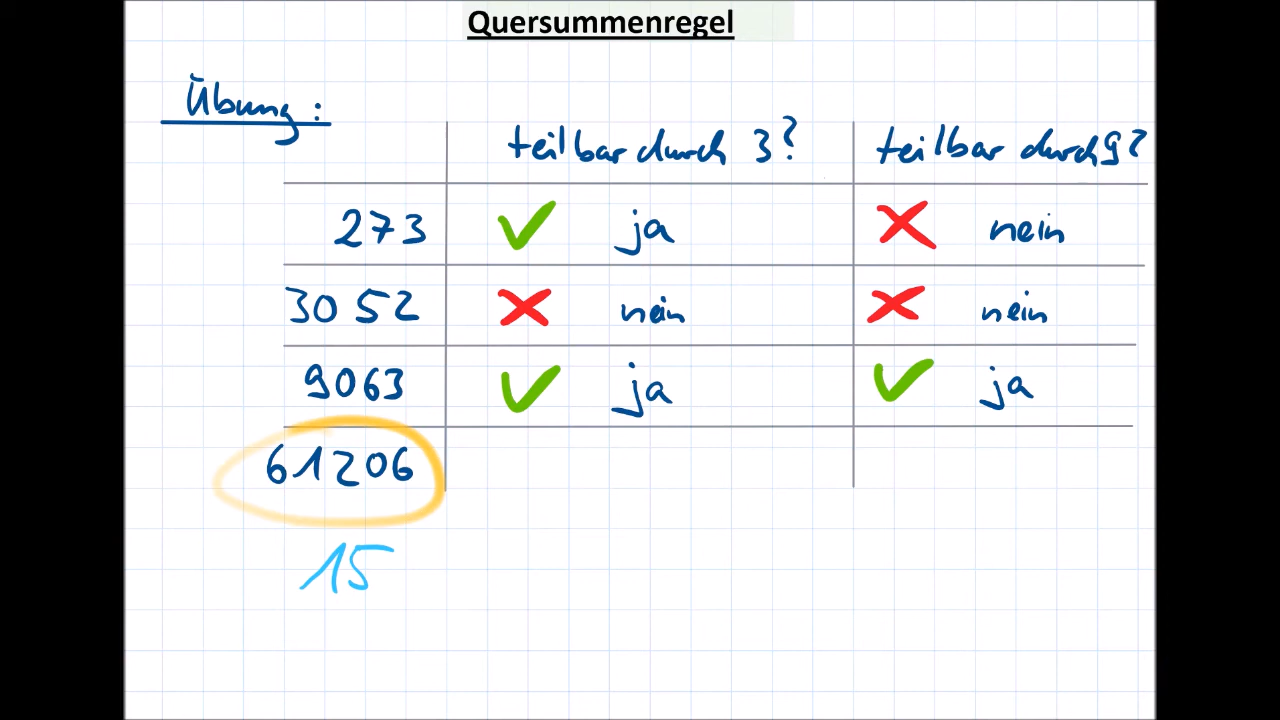 Quersummenregel
Übung:
teilbar durch 3? teilbar durch 9?
273 ja nein
3052 nein nein
9063 ja ja
61206
15